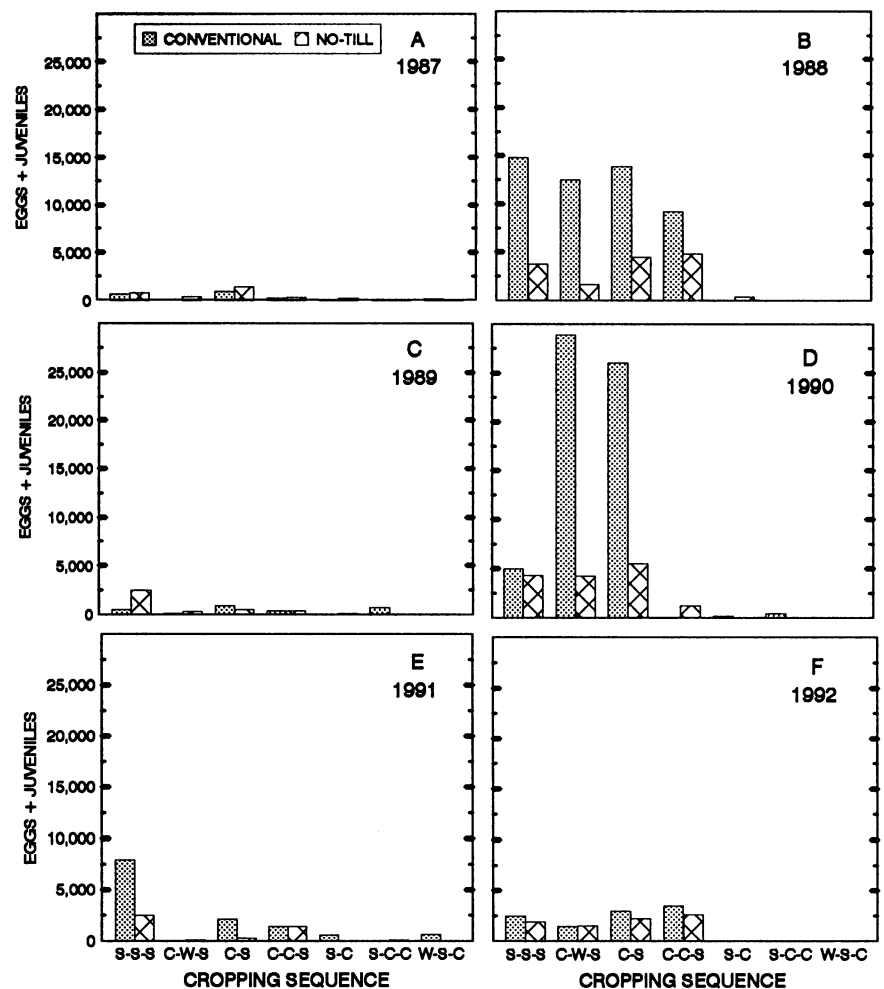 CONVENTIONAL NO-TILL
A
1987
B
1988
EGGS + JUVENILES
25,000
20,000
15,000
10,000
5,000
0
C
1989
D
1990
EGGS + JUVENILES
25,000
20,000
15,000
10,000
5,000
0
E
1991
F
1992
EGGS + JUVENILES
25,000
20,000
15,000
10,000
5,000
0
S-S-S C-W-S C-S C-C-S S-C S-C-C W-S-C
S-S-S C-W-S C-S C-C-S S-C S-C-C W-S-C
CROPPING SEQUENCE
CROPPING SEQUENCE